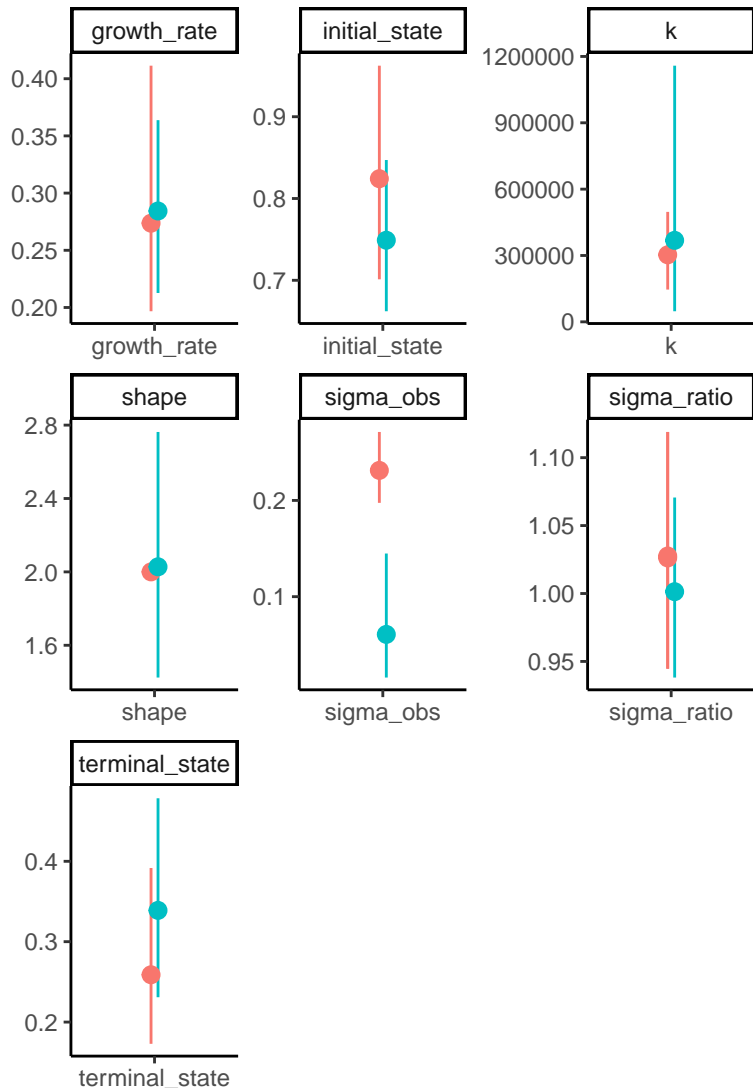 growth_rate
0.40
0.35
0.30
0.25
0.20
growth_rate
initial_state
0.9
0.8
0.7
initial_state
k
1200000
900000
600000
300000
0
k
shape
2.8
2.4
2.0
1.6
shape
sigma_obs
0.2
0.1
sigma_obs
sigma_ratio
1.10
1.05
1.00
0.95
sigma_ratio
terminal_state
0.4
0.3
0.2
terminal_state